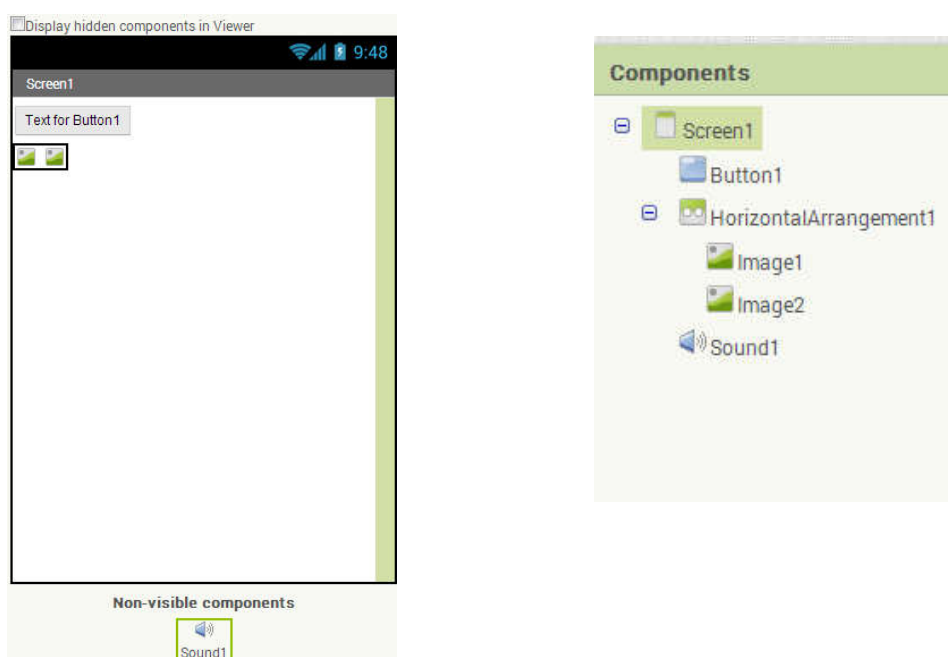 Display hidden components in Viewer
9:48
Screen1
Text for Button1
Non-visible components
Sound1
Components
Screen1
Button1
HorizontalArrangement1
Image1
Image2
Sound1